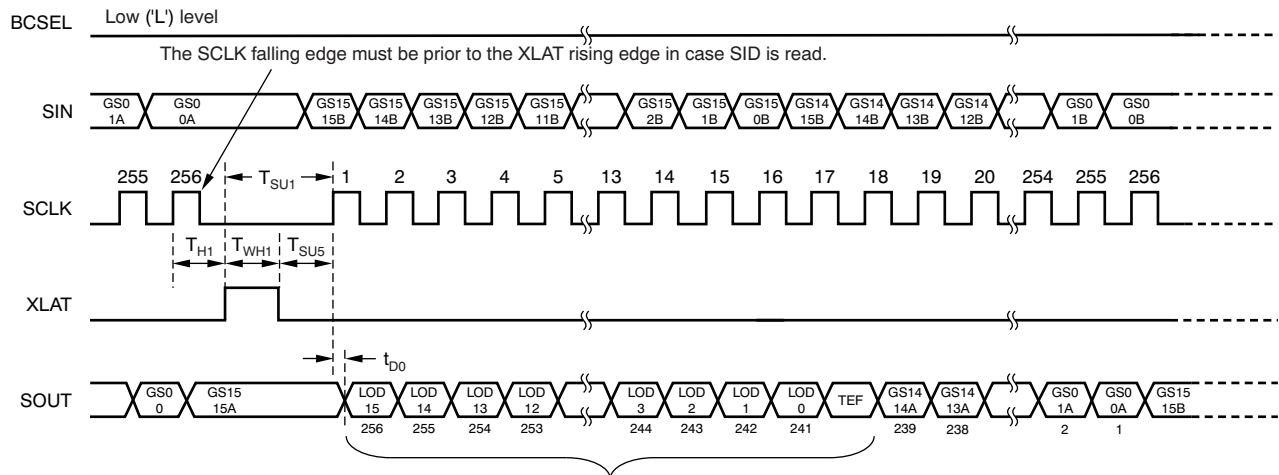 BCSEL
Low ('L') level
The SCLK falling edge must be prior to the XLAT rising edge in case SID is read.
SIN
GS0 1A
GS0 0A
GS15 15B
GS15 14B
GS15 13B
GS15 12B
GS15 11B
GS15 2B
GS15 1B
GS15 0B
GS14 15B
GS14 14B
GS14 13B
GS14 12B
GS0 1B
GS0 0B
SCLK
255 256 TSU1 1 2 3 4 5 13 14 15 16 17 18 19 20 254 255 256
TH1 TWH1 TSU5
XLAT
tD0
SOUT
GS0 0
GS15 15A
LOD 15
LOD 14
LOD 13
LOD 12
LOD 3
LOD 2
LOD 1
LOD 0
TEF
GS14 14A
GS14 13A
GS0 1A
GS0 0A
GS15 15B
256 255 254 253 244 243 242 241 239 238 2 1